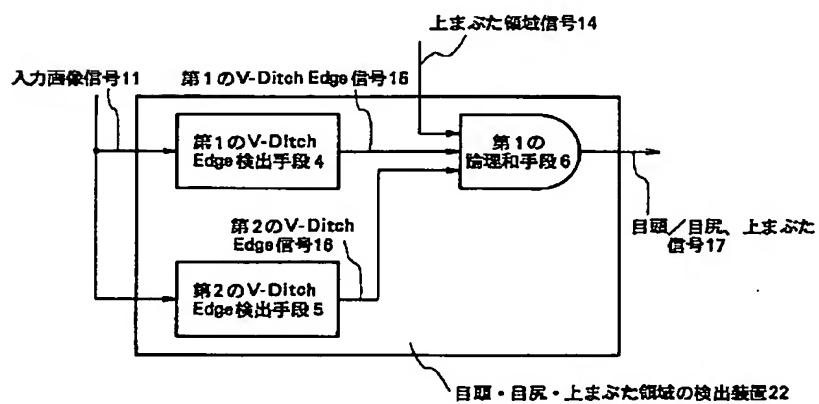 上まぶた領域信号14
入力画像信号11
第1のV-Ditch Edge信号15
第1のV-Ditch
Edge検出手段4
第1の
論理和手段6
目頭／目尻、上まぶた
信号17
第2のV-Ditch
Edge信号16
第2のV-Ditch
Edge検出手段5
目頭・目尻・上まぶた領域の検出装置22